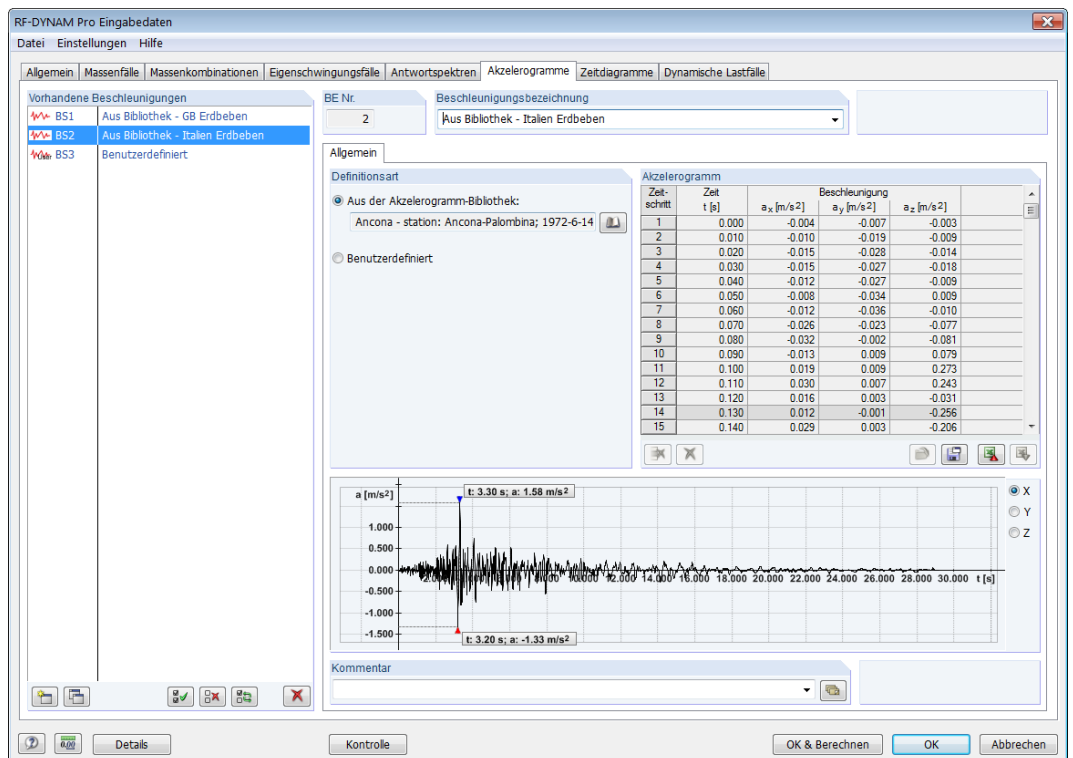 RF-DYNAM Pro Eingabedaten
Datei Einstellungen Hilfe
Allgemein Massenfälle Massenkombinationen Eigenschwingungsfälle Antwortspektren Akzelerogramme Zeitdiagramme Dynamische Lastfälle
Vorhandene Beschleunigungen
BS1 Aus Bibliothek - GB Erdbeben
BS2 Aus Bibliothek - Italien Erdbeben
BS3 Benutzerdefiniert
BE Nr.
2
Beschleunigungsbezeichnung
Aus Bibliothek - Italien Erdbeben
Allgemein
Definitionsart
Aus der Akzelerogramm-Bibliothek:
Ancona - station: Ancona-Palombina; 1972-6-14
Benutzerdefiniert
Akzelerogramm
Zeit- Zeit Beschleunigung
schritt t [s] ax [m/s2] ay [m/s2] az [m/s2]
1 0.000 -0.004 -0.007 -0.003
2 0.010 -0.010 -0.019 -0.009
3 0.020 -0.015 -0.028 -0.014
4 0.030 -0.015 -0.027 -0.018
5 0.040 -0.012 -0.027 -0.009
6 0.050 -0.008 -0.034 0.009
7 0.060 -0.012 -0.036 -0.010
8 0.070 -0.026 -0.023 -0.077
9 0.080 -0.032 -0.002 -0.081
10 0.090 -0.013 0.009 0.079
11 0.100 0.019 0.009 0.273
12 0.110 0.030 0.007 0.243
13 0.120 0.016 0.003 -0.031
14 0.130 0.012 -0.001 -0.256
15 0.140 0.029 0.003 -0.206
a [m/s2]
t: 3.30 s; a: 1.58 m/s2
1.000
0.500
0.000
-0.500
-1.000
-1.500
12.000 14.000 16.000 18.000 20.000 22.000 24.000 26.000 28.000 30.000 t [s]
t: 3.20 s; a: -1.33 m/s2
X
Y
Z
Kommentar
0.00
Details
Kontrolle
OK & Berechnen
OK
Abbrechen